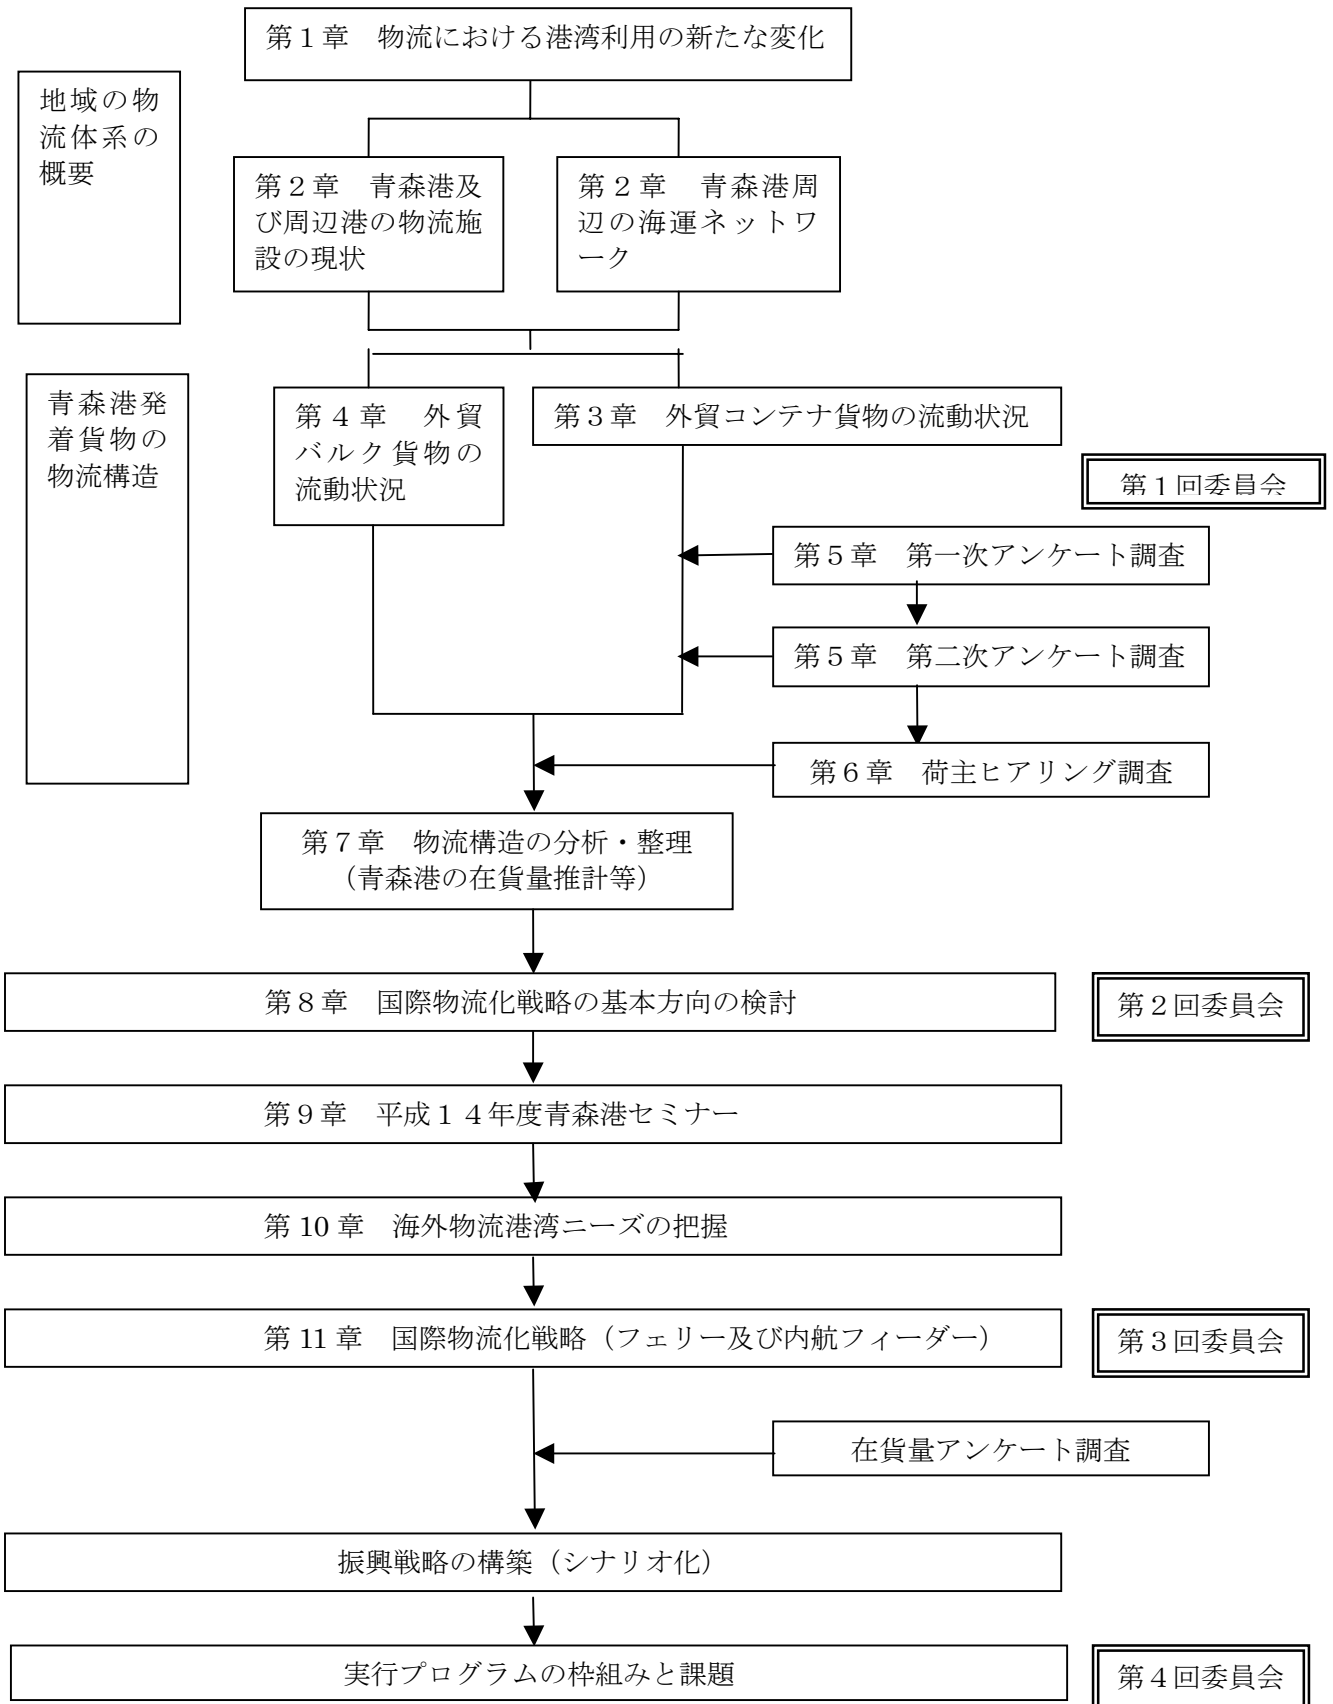 第１章　物流における港湾利用の新たな変化
地域の物
流体系の
概要
第２章　青森港及
び周辺港の物流施
設の現状
第２章　青森港周
辺の海運ネットワ
ーク
青森港発
着貨物の
物流構造
第４章　外貿
バルク貨物の
流動状況
第３章　外貿コンテナ貨物の流動状況
第１回委員会
第５章　第一次アンケート調査
第５章　第二次アンケート調査
第６章　荷主ヒアリング調査
第７章　物流構造の分析・整理
（青森港の在貨量推計等）
第８章　国際物流化戦略の基本方向の検討
第２回委員会
第９章　平成１４年度青森港セミナー
第 10 章　海外物流港湾ニーズの把握
第 11 章　国際物流化戦略（フェリー及び内航フィーダー）
第３回委員会
在貨量アンケート調査
振興戦略の構築（シナリオ化）
実行プログラムの枠組みと課題
第４回委員会